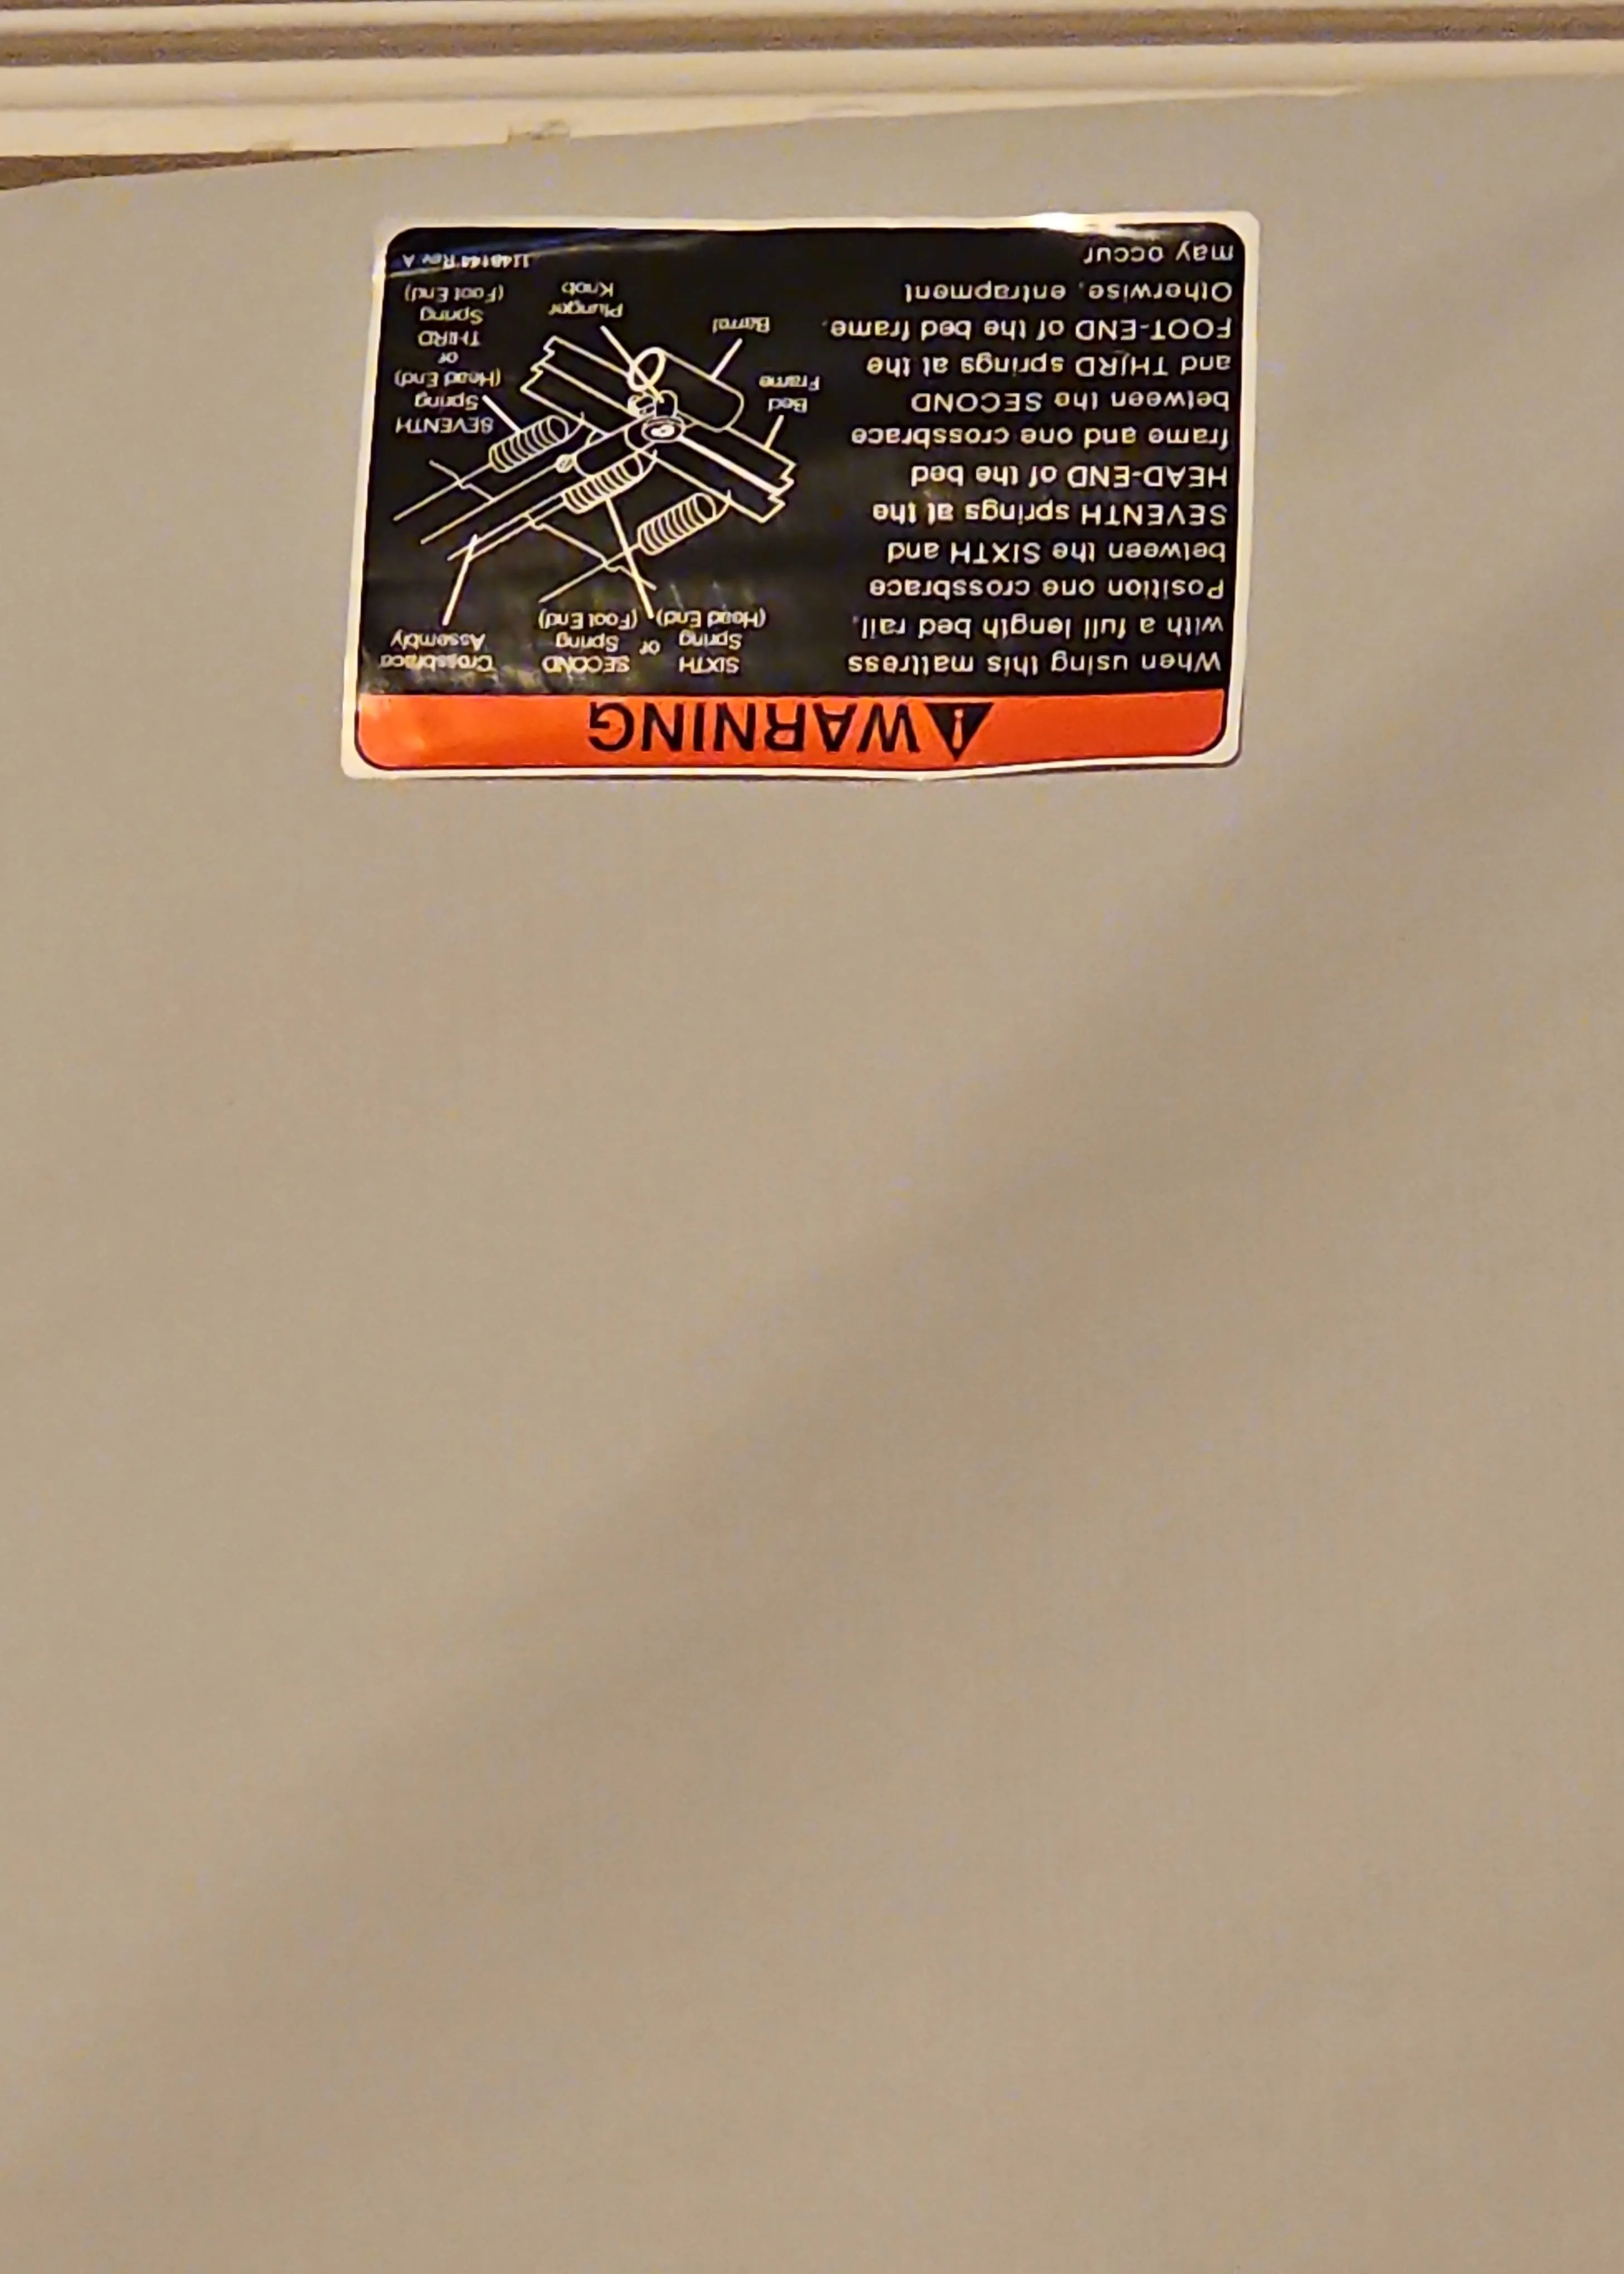 WARNING
When using this mattress
with a full length bed rail,
Position one crossbrace
between the SIXTH and
SEVENTH springs at the
HEAD-END of the bed
frame and one crossbrace
between the SECOND
and THIRD springs at the
FOOT-END of the bed frame.
Otherwise, entrapment
may occur
SIXTH
Spring
(Head End)
or
SECOND
Spring
(Foot End)
Crossbrace
Assembly
Bed
Frame
Barrel
Plunger
Knob
SEVENTH
Spring
(Head End)
or
THIRD
Spring
(Foot End)
Rev A